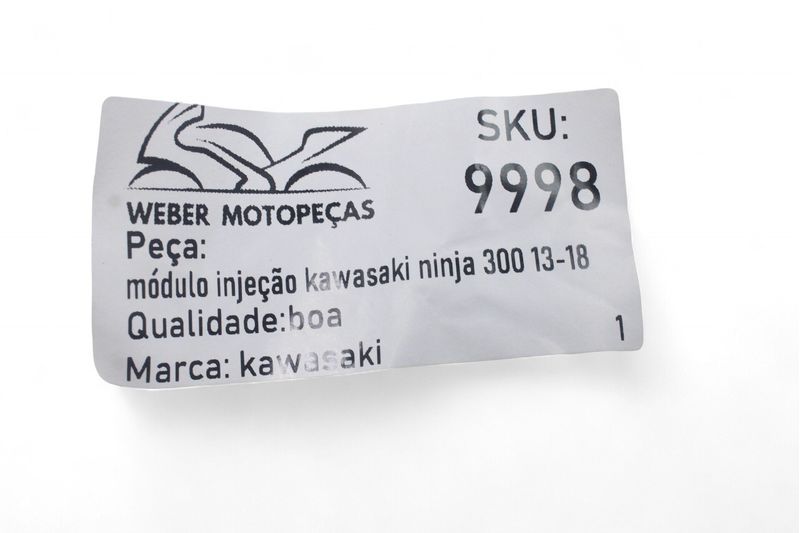 WEBER MOTOPEÇAS
SKU:
9998
Peça:
módulo injeção kawasaki ninja 300 13-18
Qualidade:boa
Marca: kawasaki
1